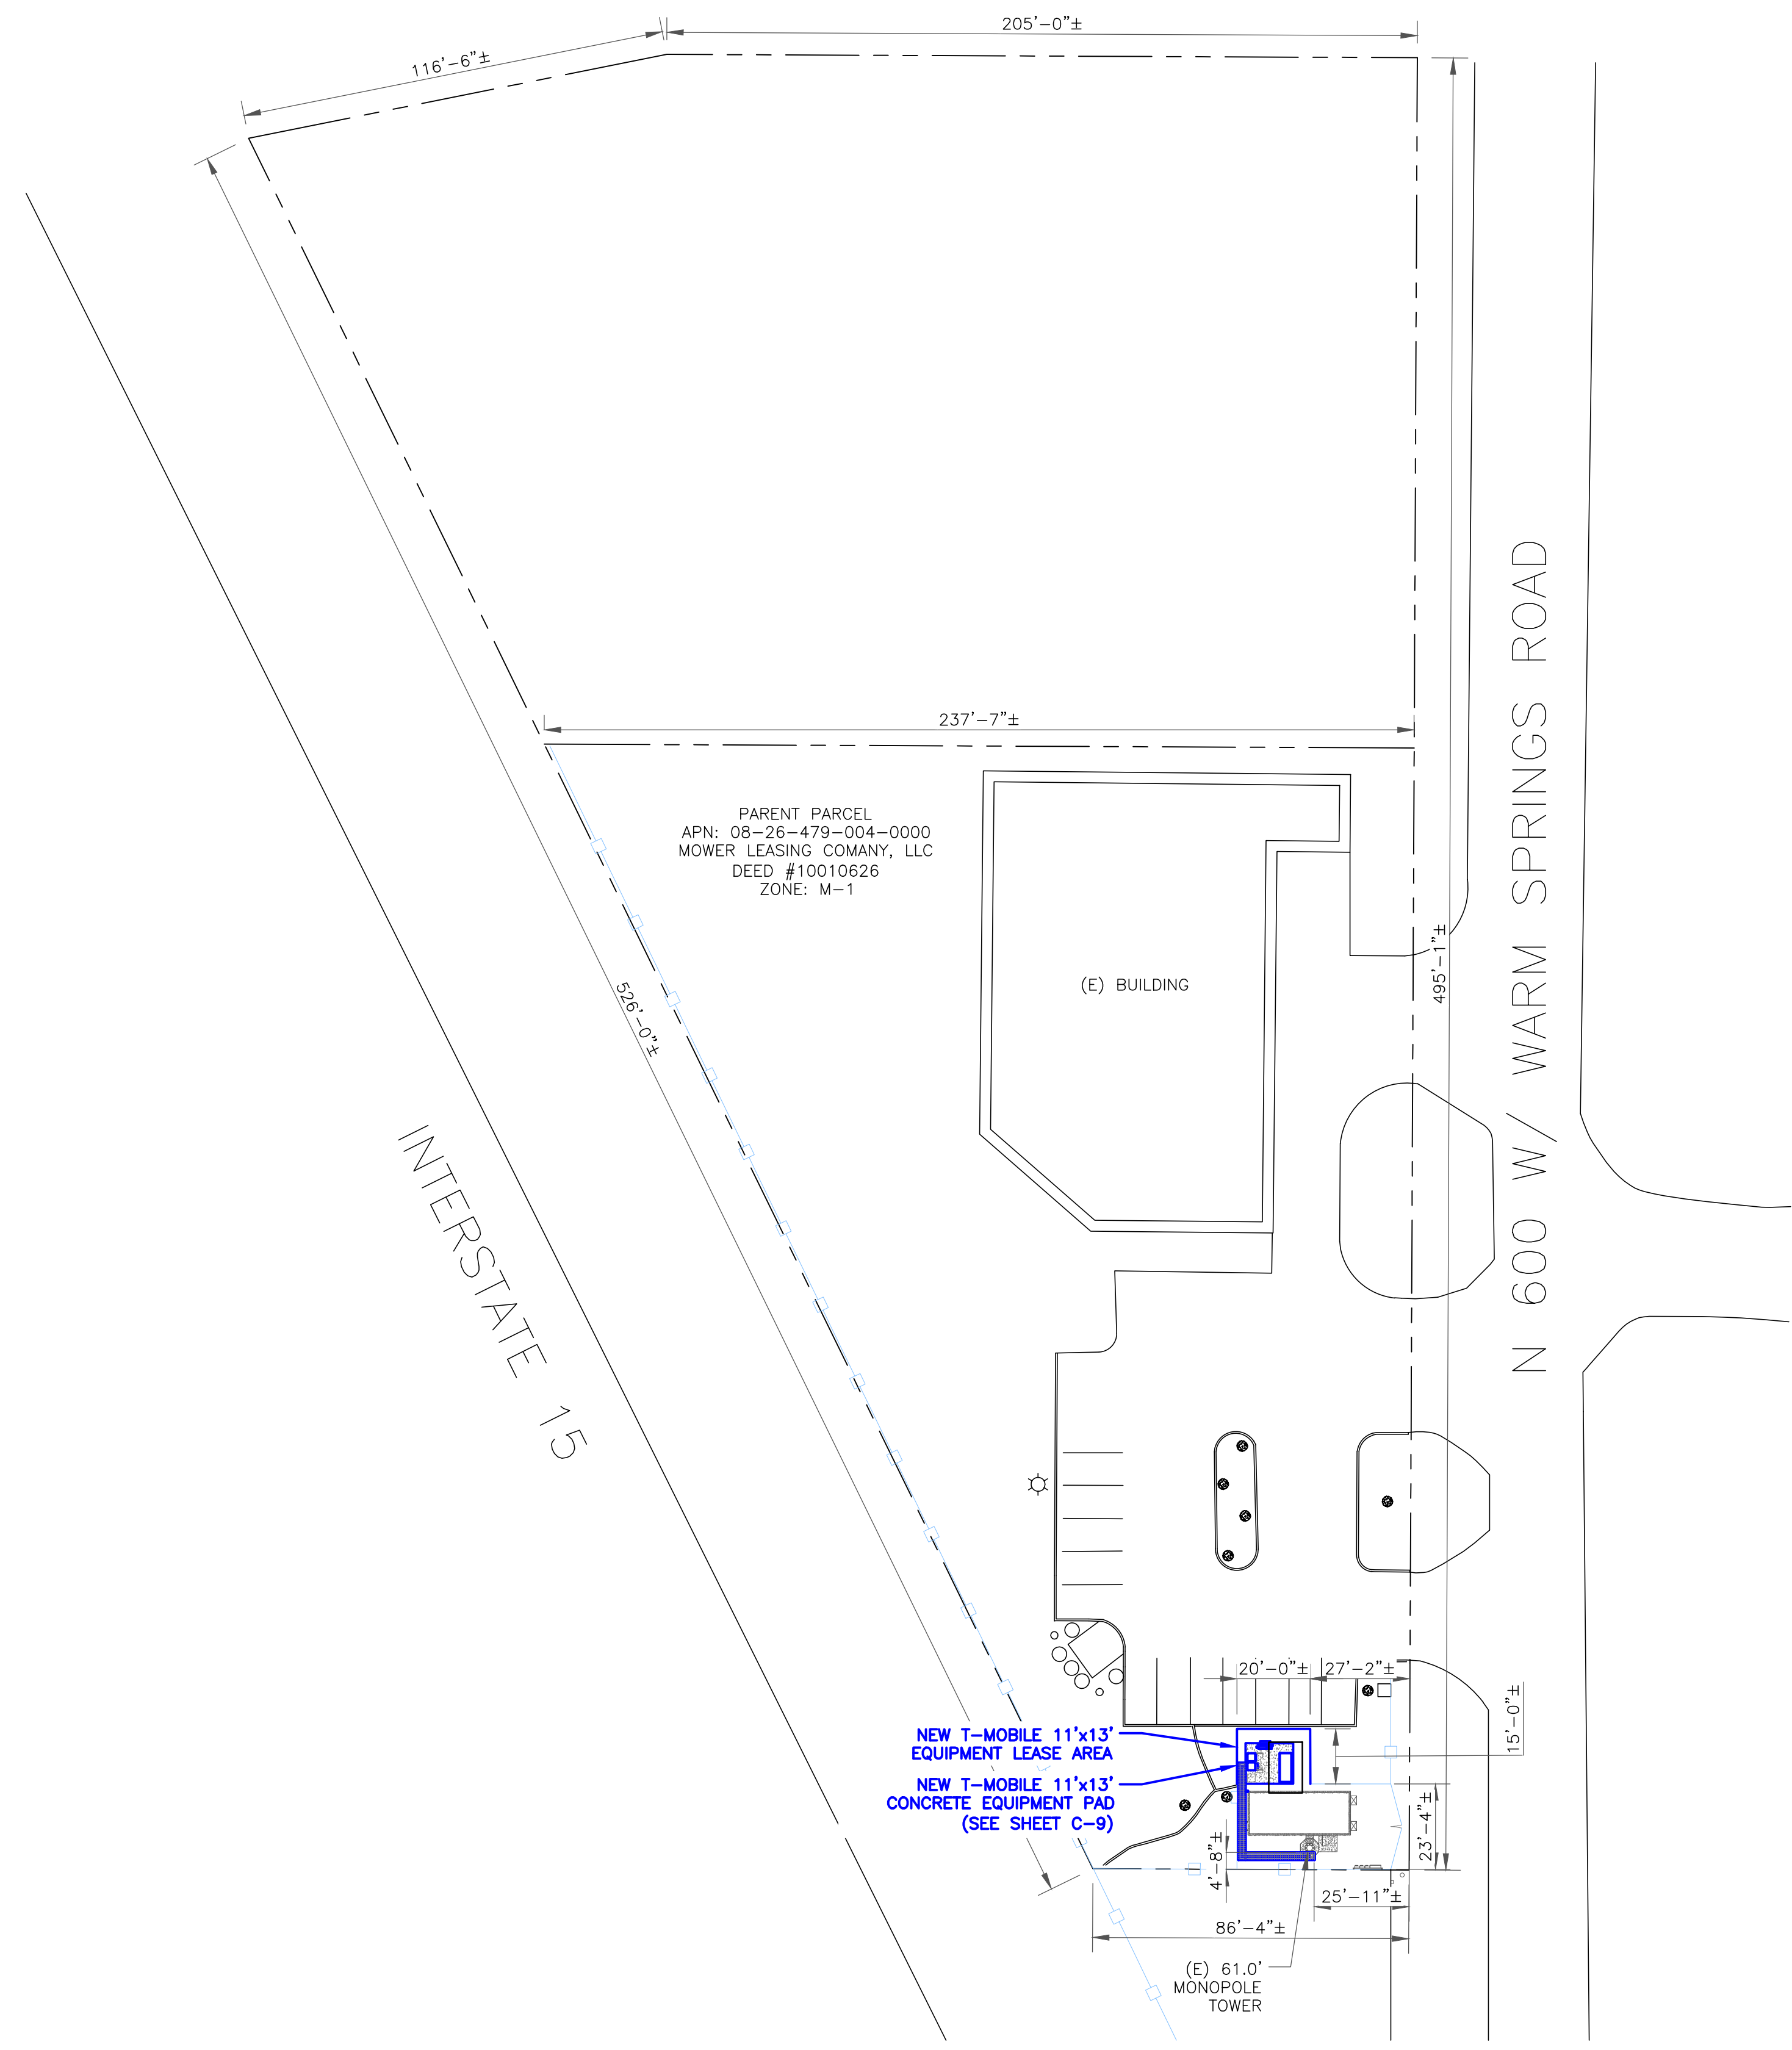 205'-0"±
116'-6"±
237'-7"±
PARENT PARCEL
APN: 08-26-479-004-0000
MOWER LEASING COMANY, LLC
DEED #10010626
ZONE: M-1
(E) BUILDING
495'-1"±
526'-0"±
N 600 W/ WARM SPRINGS ROAD
INTERSTATE 15
20'-0"±
27'-2"±
15'-0"±
NEW T-MOBILE 11'x13'
EQUIPMENT LEASE AREA
NEW T-MOBILE 11'x13'
CONCRETE EQUIPMENT PAD
(SEE SHEET C-9)
23'-4"±
4'-8"±
25'-11"±
86'-4"±
(E) 61.0'
MONOPOLE
TOWER